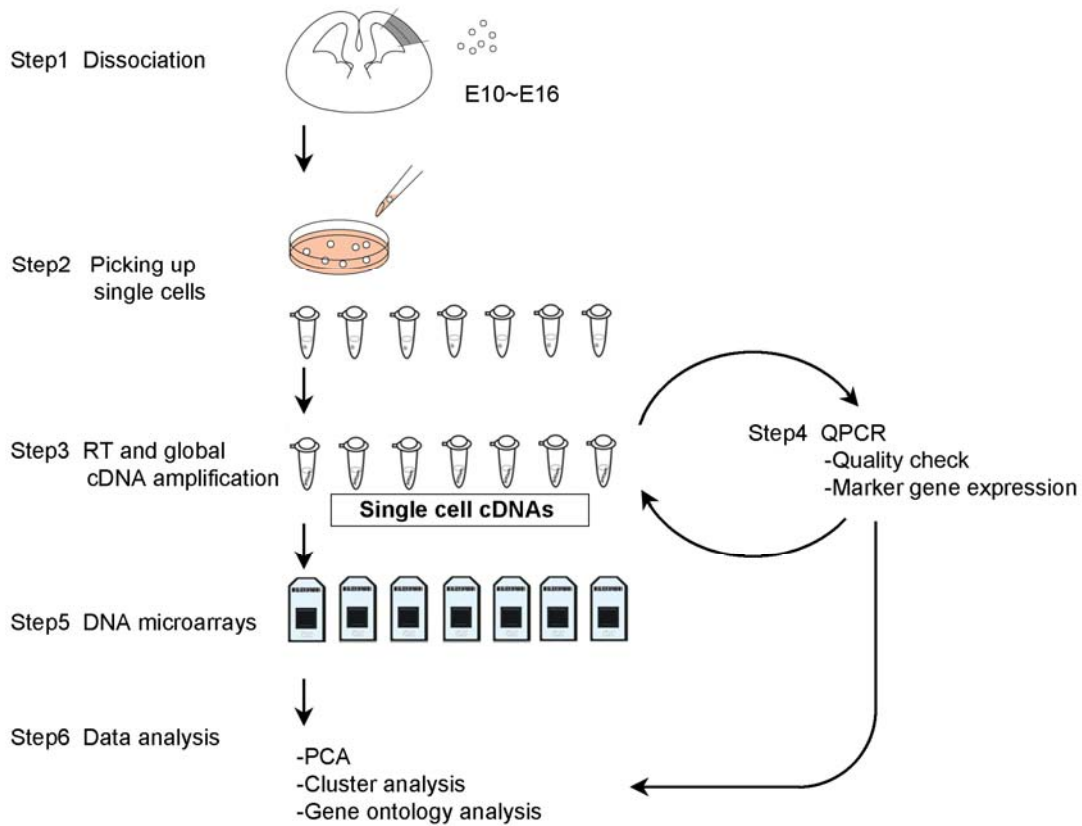 Step1 Dissociation
E10~E16
Step2 Picking up
single cells
Step3 RT and global
cDNA amplification
Single cell cDNAs
Step4 QPCR
-Quality check
-Marker gene expression
Step5 DNA microarrays
Step6 Data analysis
-PCA
-Cluster analysis
-Gene ontology analysis